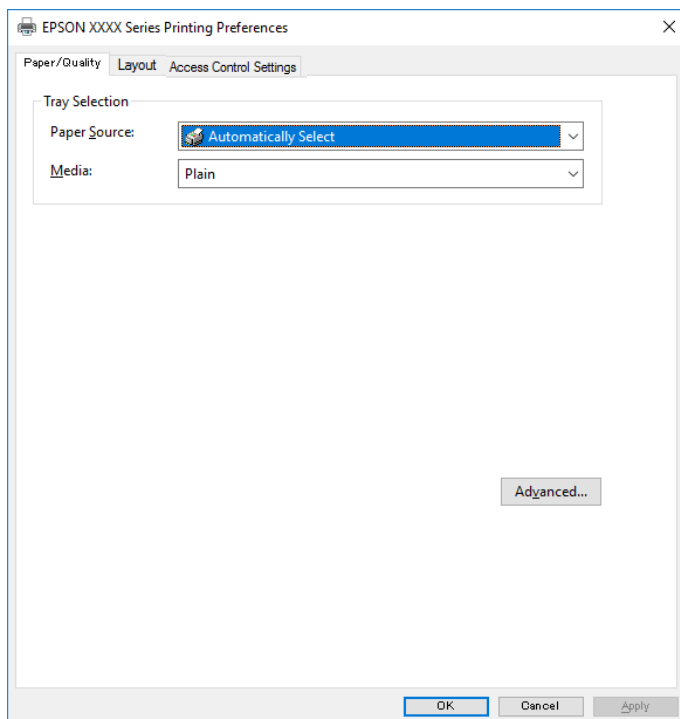 EPSON XXXX Series Printing Preferences
Paper/Quality Layout Access Control Settings
Tray Selection
Paper Source: Automatically Select
Media: Plain
Advanced...
OK Cancel Apply